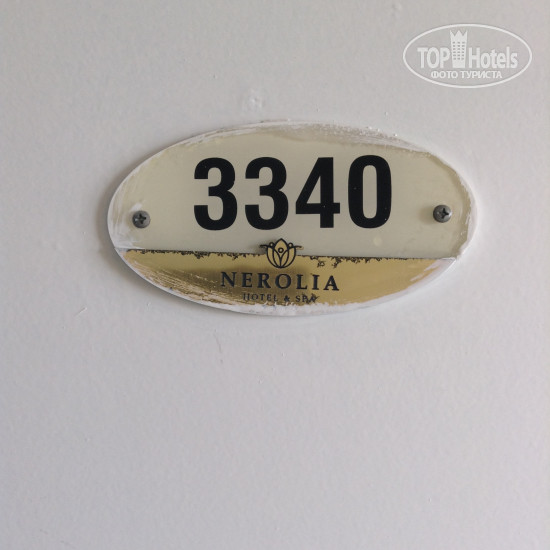 TOP Hotels
ФОТО ТУРИСТА
3340
NEROLIA
HOTEL & SPA